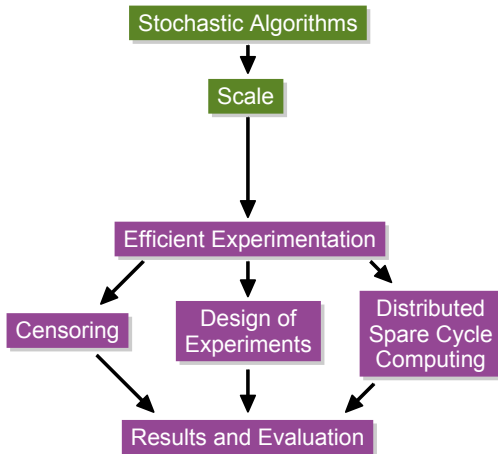 Stochastic Algorithms
Scale
Efficient Experimentation
Censoring
Design of
Experiments
Distributed
Spare Cycle
Computing
Results and Evaluation